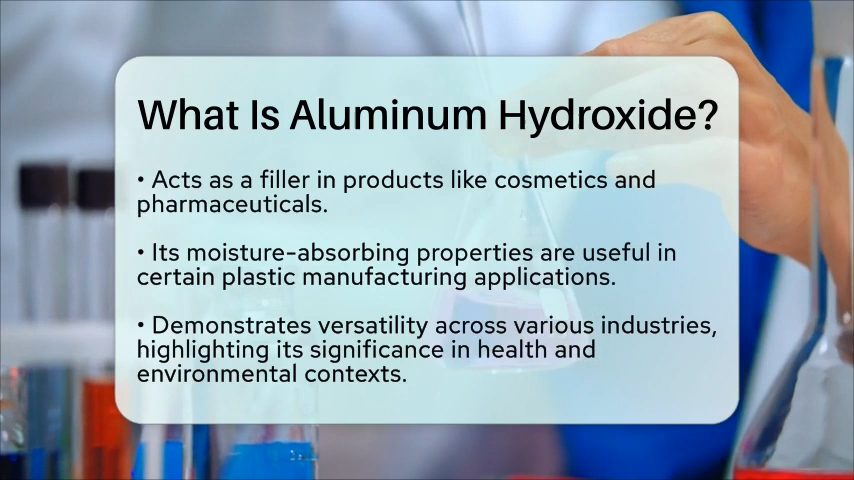 What Is Aluminum Hydroxide?
• Acts as a filler in products like cosmetics and
pharmaceuticals.
• Its moisture-absorbing properties are useful in
certain plastic manufacturing applications.
• Demonstrates versatility across various industries,
highlighting its significance in health and
environmental contexts.